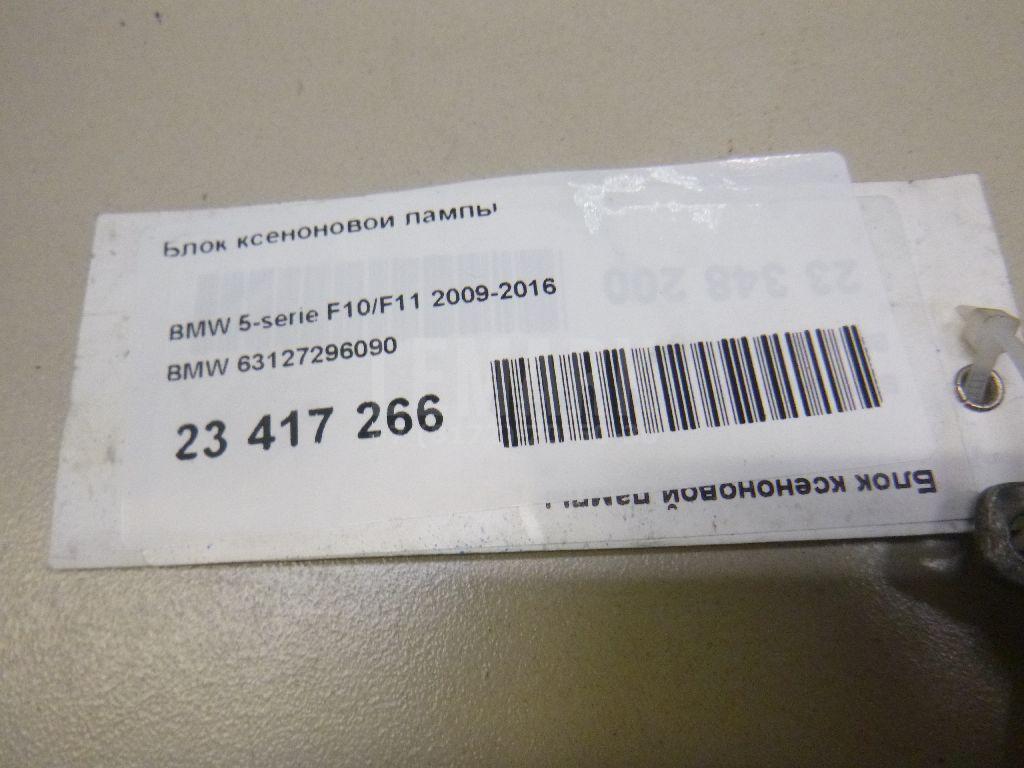 Блок ксеноновой лампы
BMW 5-serie F10/F11 2009-2016
BMW 63127296090
23 417 266
23 348 200
Блок ксеноновой лампы